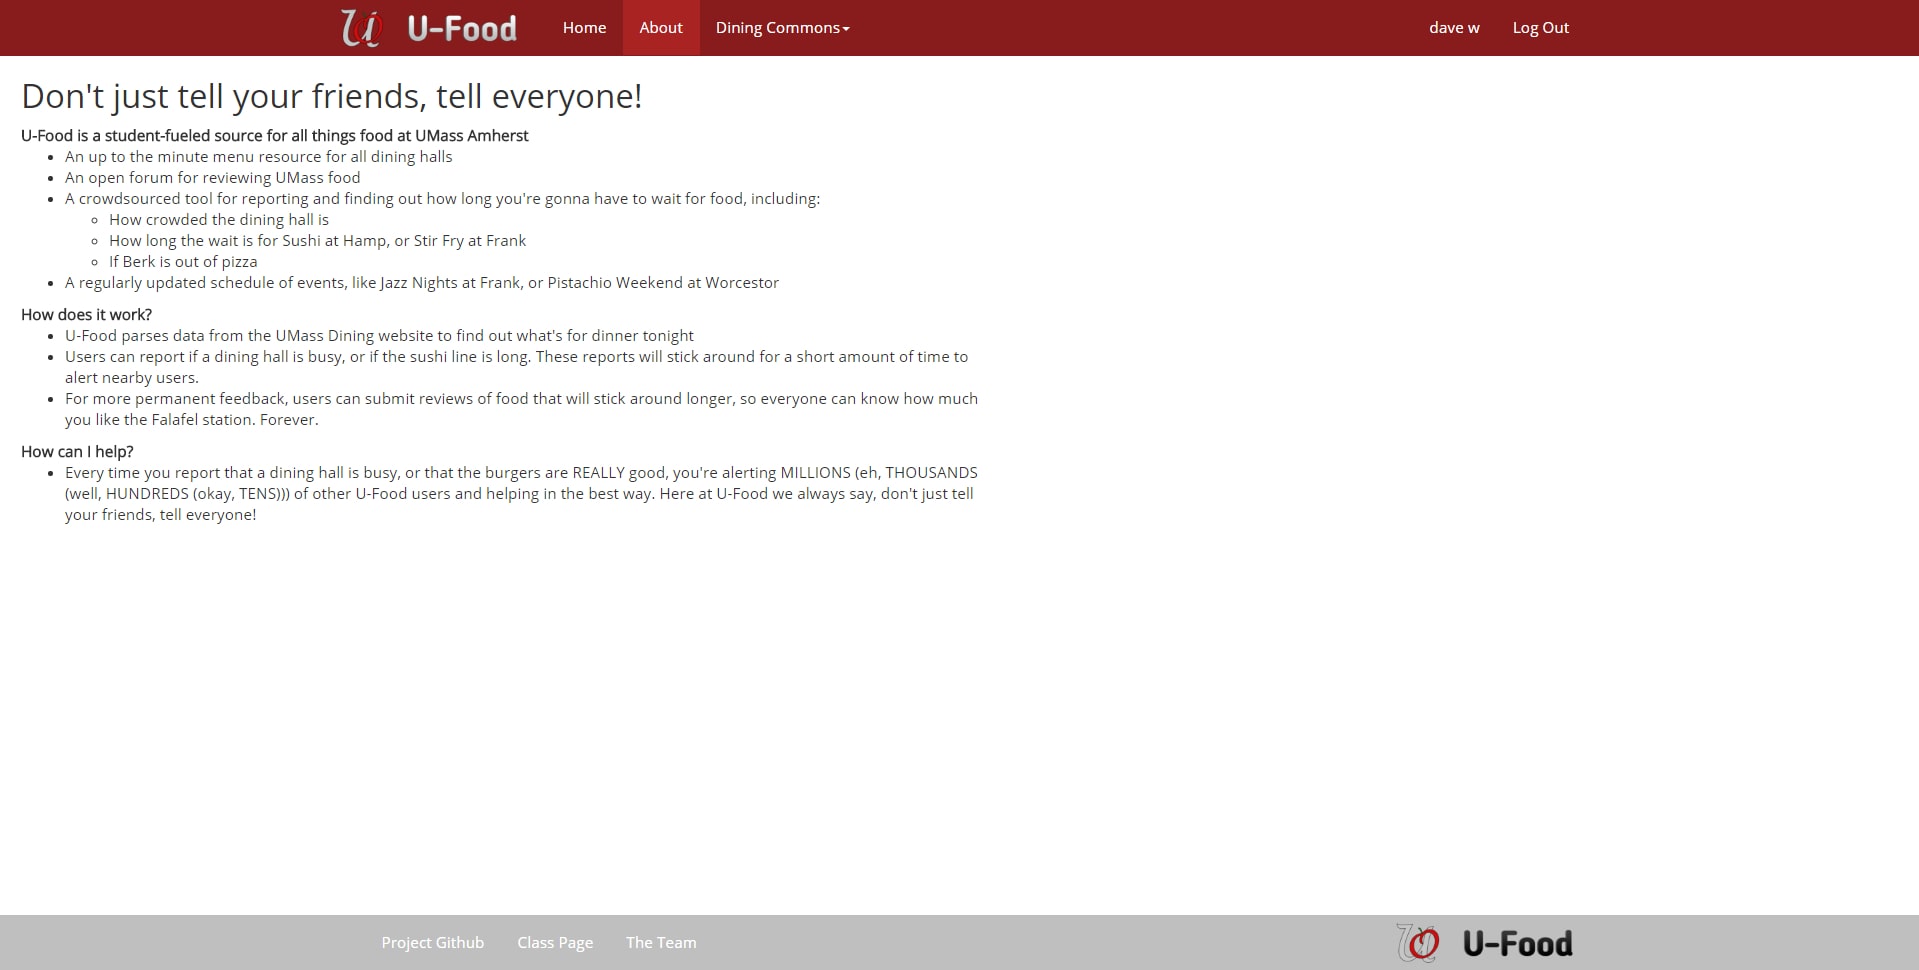 U-Food Home About Dining Commons dave w Log Out
Don't just tell your friends, tell everyone!
U-Food is a student-fueled source for all things food at UMass Amherst
An up to the minute menu resource for all dining halls
An open forum for reviewing UMass food
A crowdsourced tool for reporting and finding out how long you're gonna have to wait for food, including:
How crowded the dining hall is
How long the wait is for Sushi at Hamp, or Stir Fry at Frank
If Berk is out of pizza
A regularly updated schedule of events, like Jazz Nights at Frank, or Pistachio Weekend at Worcestor
How does it work?
U-Food parses data from the UMass Dining website to find out what's for dinner tonight
Users can report if a dining hall is busy, or if the sushi line is long. These reports will stick around for a short amount of time to
alert nearby users.
For more permanent feedback, users can submit reviews of food that will stick around longer, so everyone can know how much
you like the Falafel station. Forever.
How can I help?
Every time you report that a dining hall is busy, or that the burgers are REALLY good, you're alerting MILLIONS (eh, THOUSANDS
(well, HUNDREDS (okay, TENS))) of other U-Food users and helping in the best way. Here at U-Food we always say, don't just tell
your friends, tell everyone!
Project Github Class Page The Team U-Food